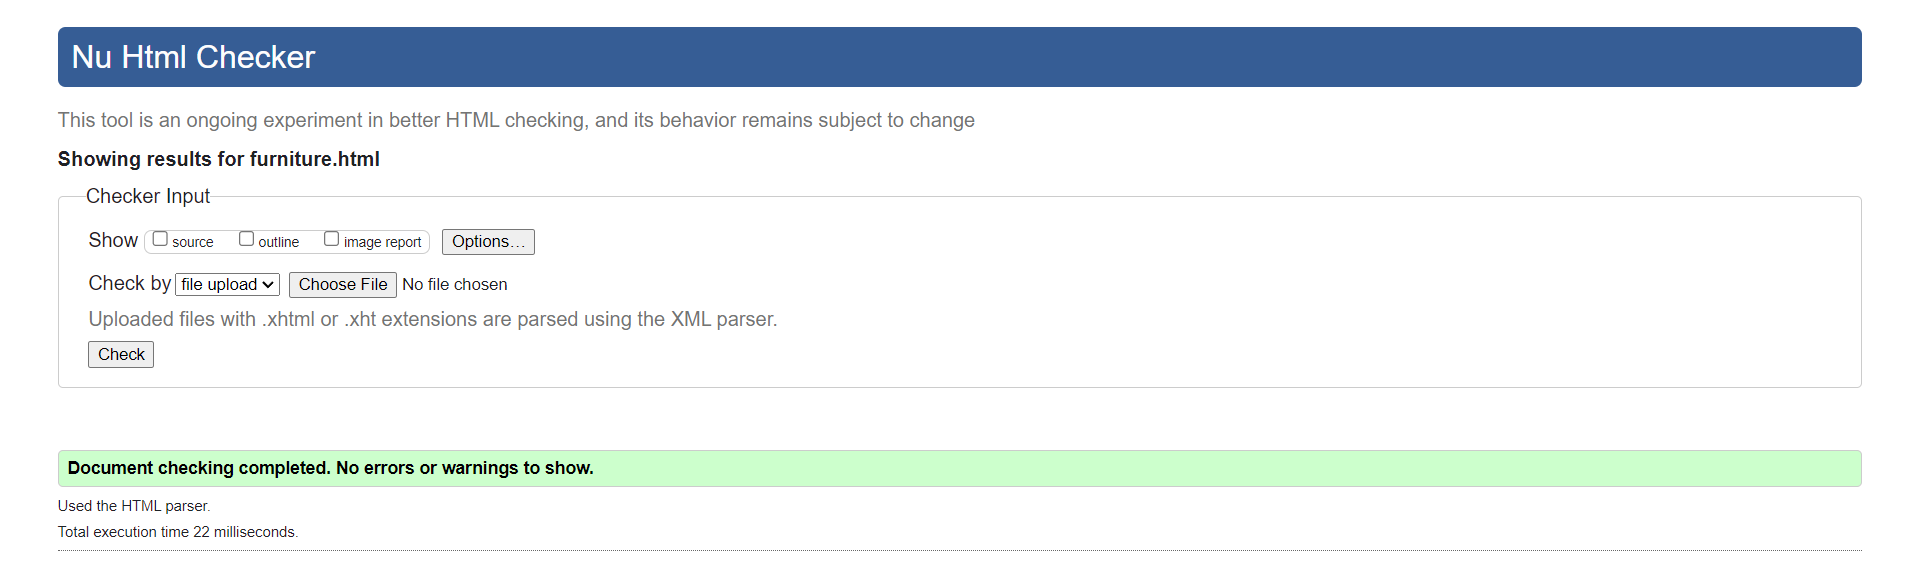 Nu Html Checker
This tool is an ongoing experiment in better HTML checking, and its behavior remains subject to change
Showing results for furniture.html
Checker Input
Show source outline image report Options...
Check by file upload Choose File No file chosen
Uploaded files with .xhtml or .xht extensions are parsed using the XML parser.
Check
Document checking completed. No errors or warnings to show.
Used the HTML parser.
Total execution time 22 milliseconds.